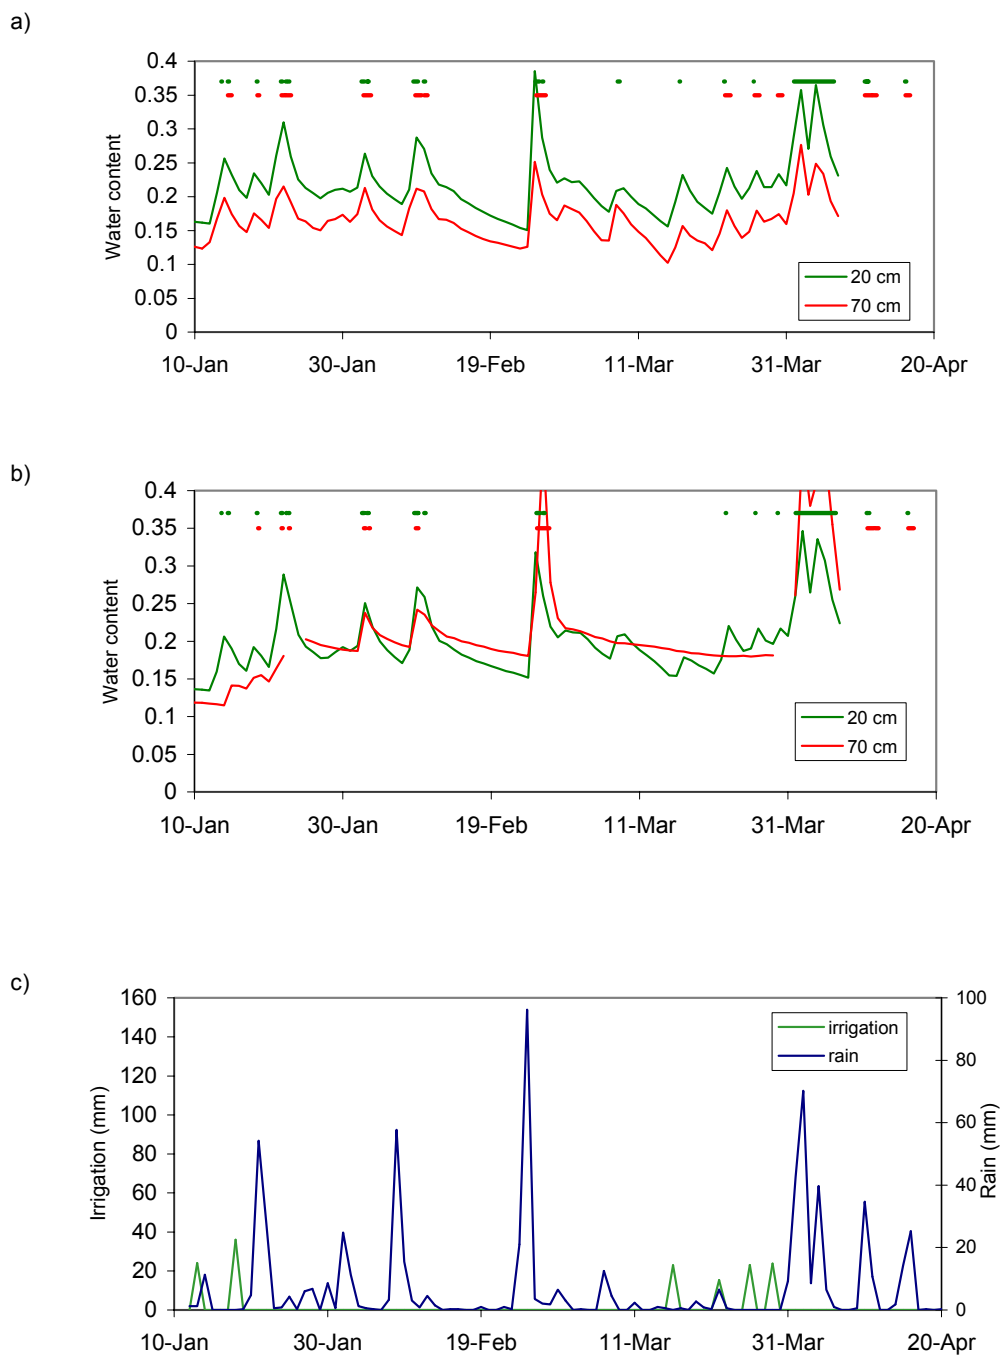 a)
0.4
0.35
0.3
0.25
0.2
0.15
0.1
0.05
0
Water content
20 cm
70 cm
10-Jan 30-Jan 19-Feb 11-Mar 31-Mar 20-Apr
b)
0.4
0.35
0.3
0.25
0.2
0.15
0.1
0.05
0
Water content
20 cm
70 cm
10-Jan 30-Jan 19-Feb 11-Mar 31-Mar 20-Apr
c)
160
140
120
100
80
60
40
20
0
Irrigation (mm)
irrigation
rain
100
80
60
40
20
0
Rain (mm)
10-Jan 30-Jan 19-Feb 11-Mar 31-Mar 20-Apr